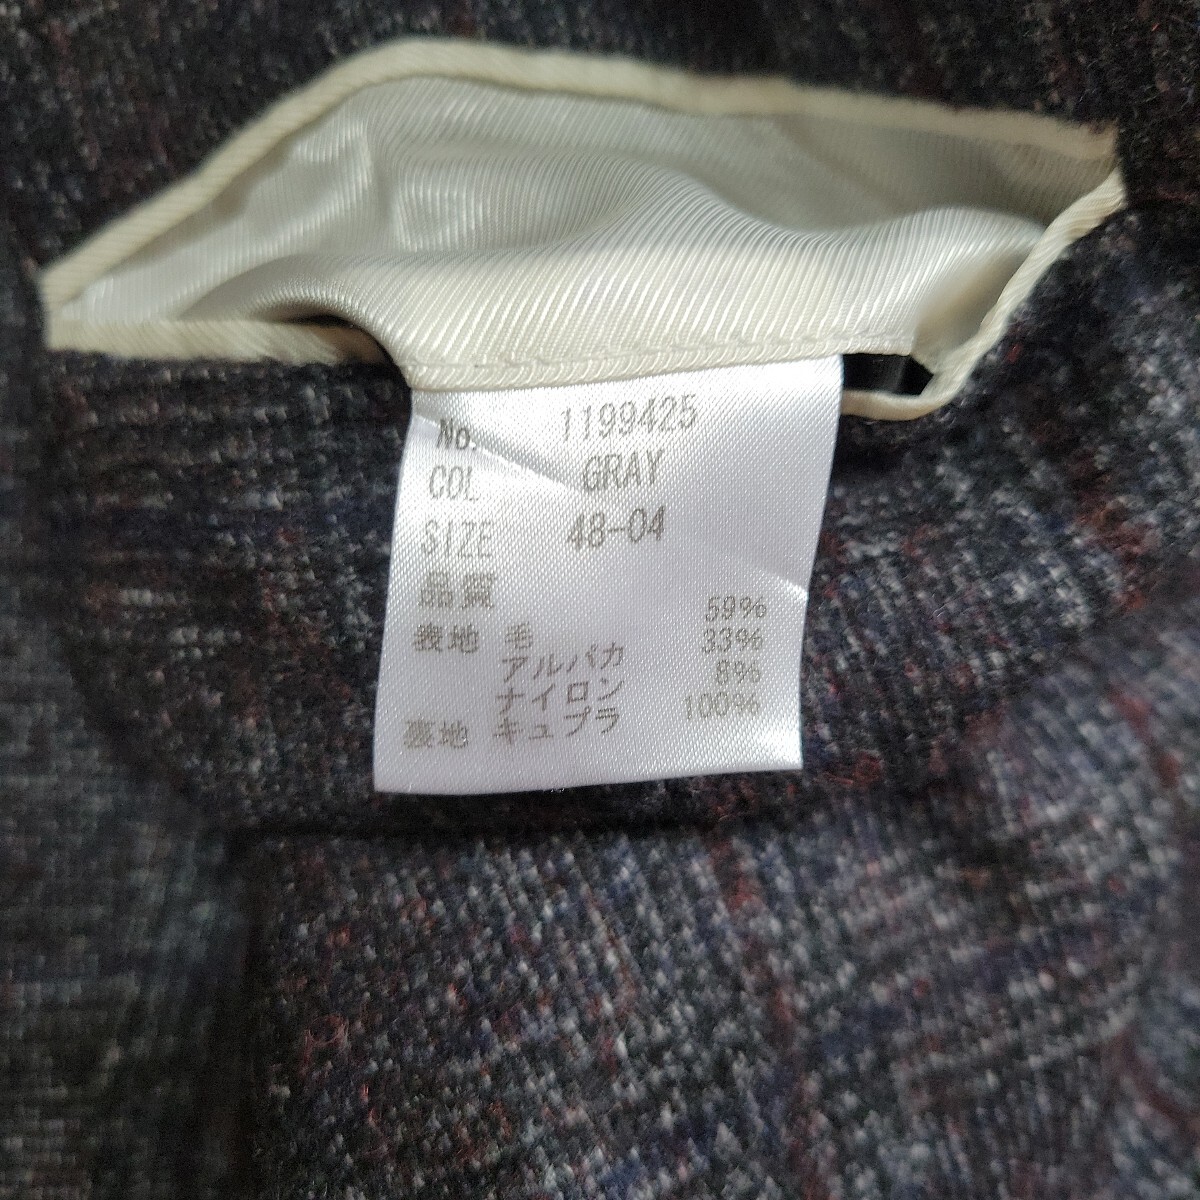 No. 1199425
COL GRAY
SIZE 48-04
品質
表地 毛 59%
アルパカ 33%
ナイロン 8%
裏地 キュプラ 100%